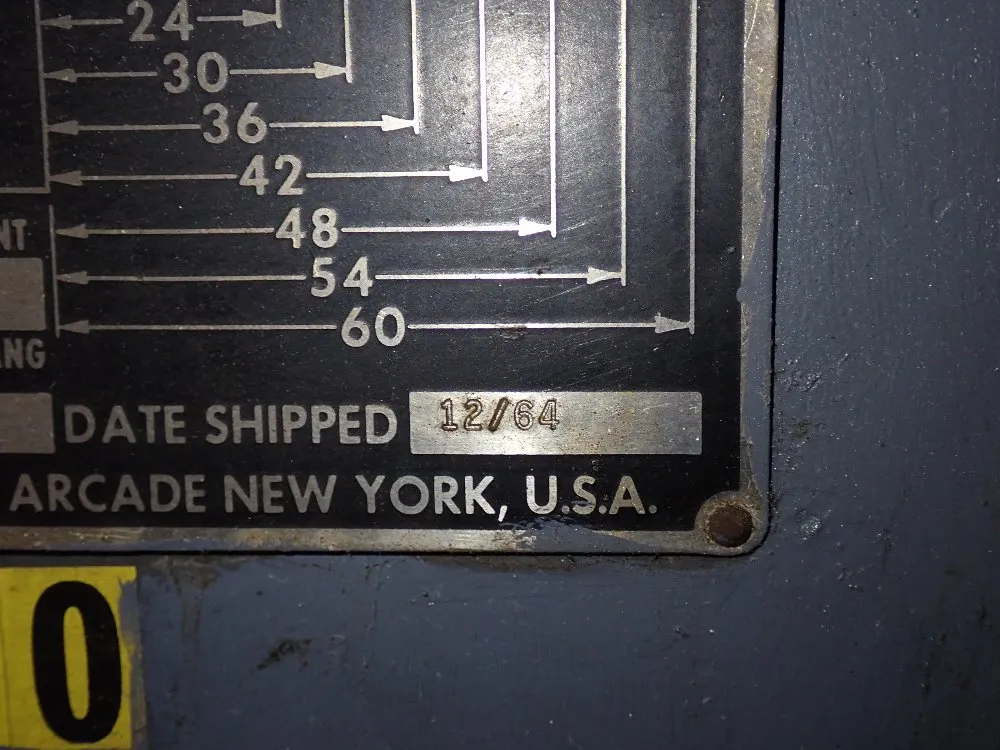 24
30
36
42
48
54
60
NT
NG
DATE SHIPPED 12/64
ARCADE NEW YORK, U.S.A.
0